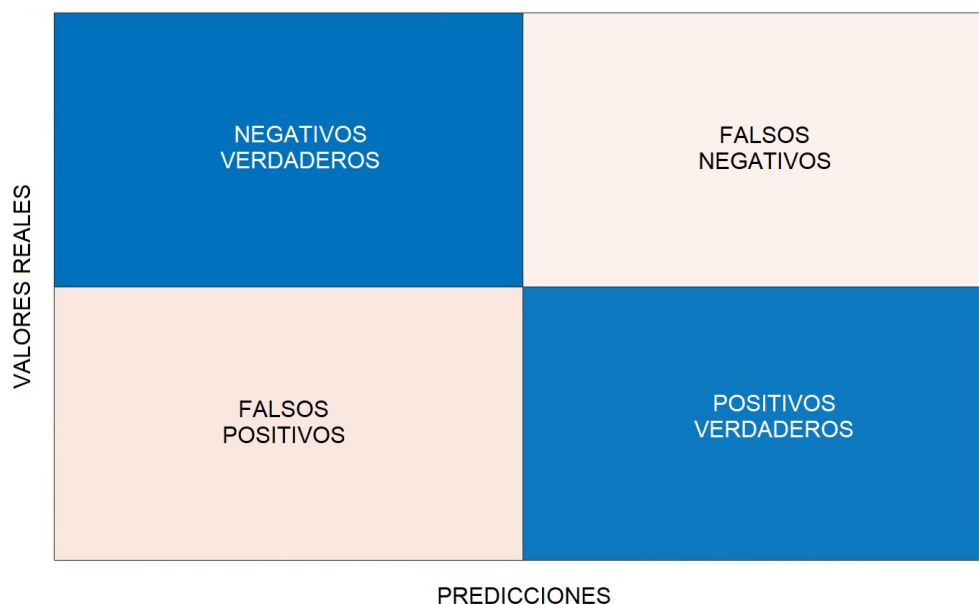 NEGATIVOS
VERDADEROS
FALSOS
NEGATIVOS
VALORES REALES
FALSOS
POSITIVOS
POSITIVOS
VERDADEROS
PREDICCIONES